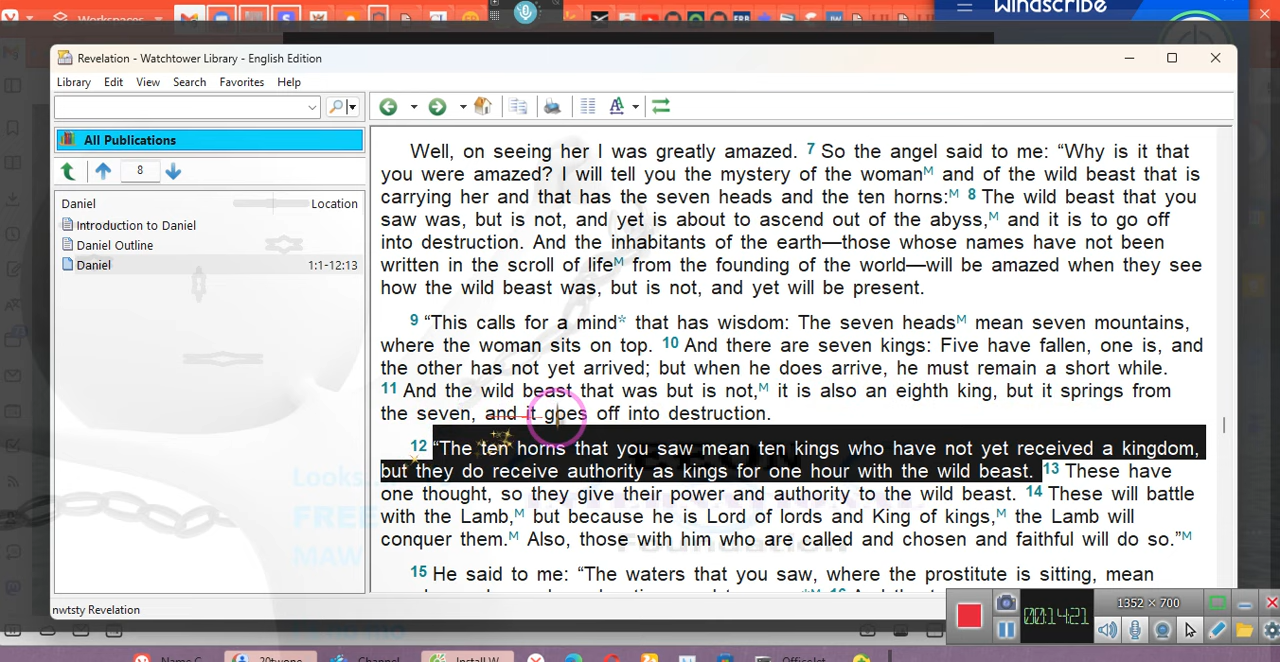 Workspaces
Windscribe
Revelation - Watchtower Library - English Edition
Library Edit View Search Favorites Help
All Publications
8
Daniel Location
Introduction to Daniel
Daniel Outline
Daniel 1:1-12:13
Well, on seeing her I was greatly amazed. 7 So the angel said to me: “Why is it that
you were amazed? I will tell you the mystery of the womanM and of the wild beast that is
carrying her and that has the seven heads and the ten horns:M 8 The wild beast that you
saw was, but is not, and yet is about to ascend out of the abyss,M and it is to go off
into destruction. And the inhabitants of the earth—those whose names have not been
written in the scroll of lifeM from the founding of the world—will be amazed when they see
how the wild beast was, but is not, and yet will be present.
9 “This calls for a mind* that has wisdom: The seven headsM mean seven mountains,
where the woman sits on top. 10 And there are seven kings: Five have fallen, one is, and
the other has not yet arrived; but when he does arrive, he must remain a short while.
11 And the wild beast that was but is not,M it is also an eighth king, but it springs from
the seven, and it goes off into destruction.
12 “The ten horns that you saw mean ten kings who have not yet received a kingdom,
but they do receive authority as kings for one hour with the wild beast. 13 These have
one thought, so they give their power and authority to the wild beast. 14 These will battle
with the Lamb,M but because he is Lord of lords and King of kings,M the Lamb will
conquer them.M Also, those with him who are called and chosen and faithful will do so.”M
15 He said to me: “The waters that you saw, where the prostitute is sitting, mean
Looks
FREE
MAW
Foundation
nwtsty Revelation
1352 × 700
00:14:21
20twone
Channel
Install W